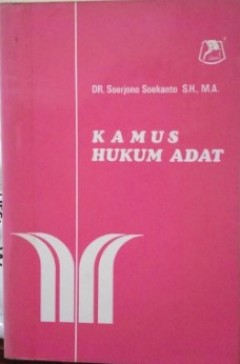 DR. Soerjono Soekanto S.H., M.A.
KAMUS
HUKUM ADAT